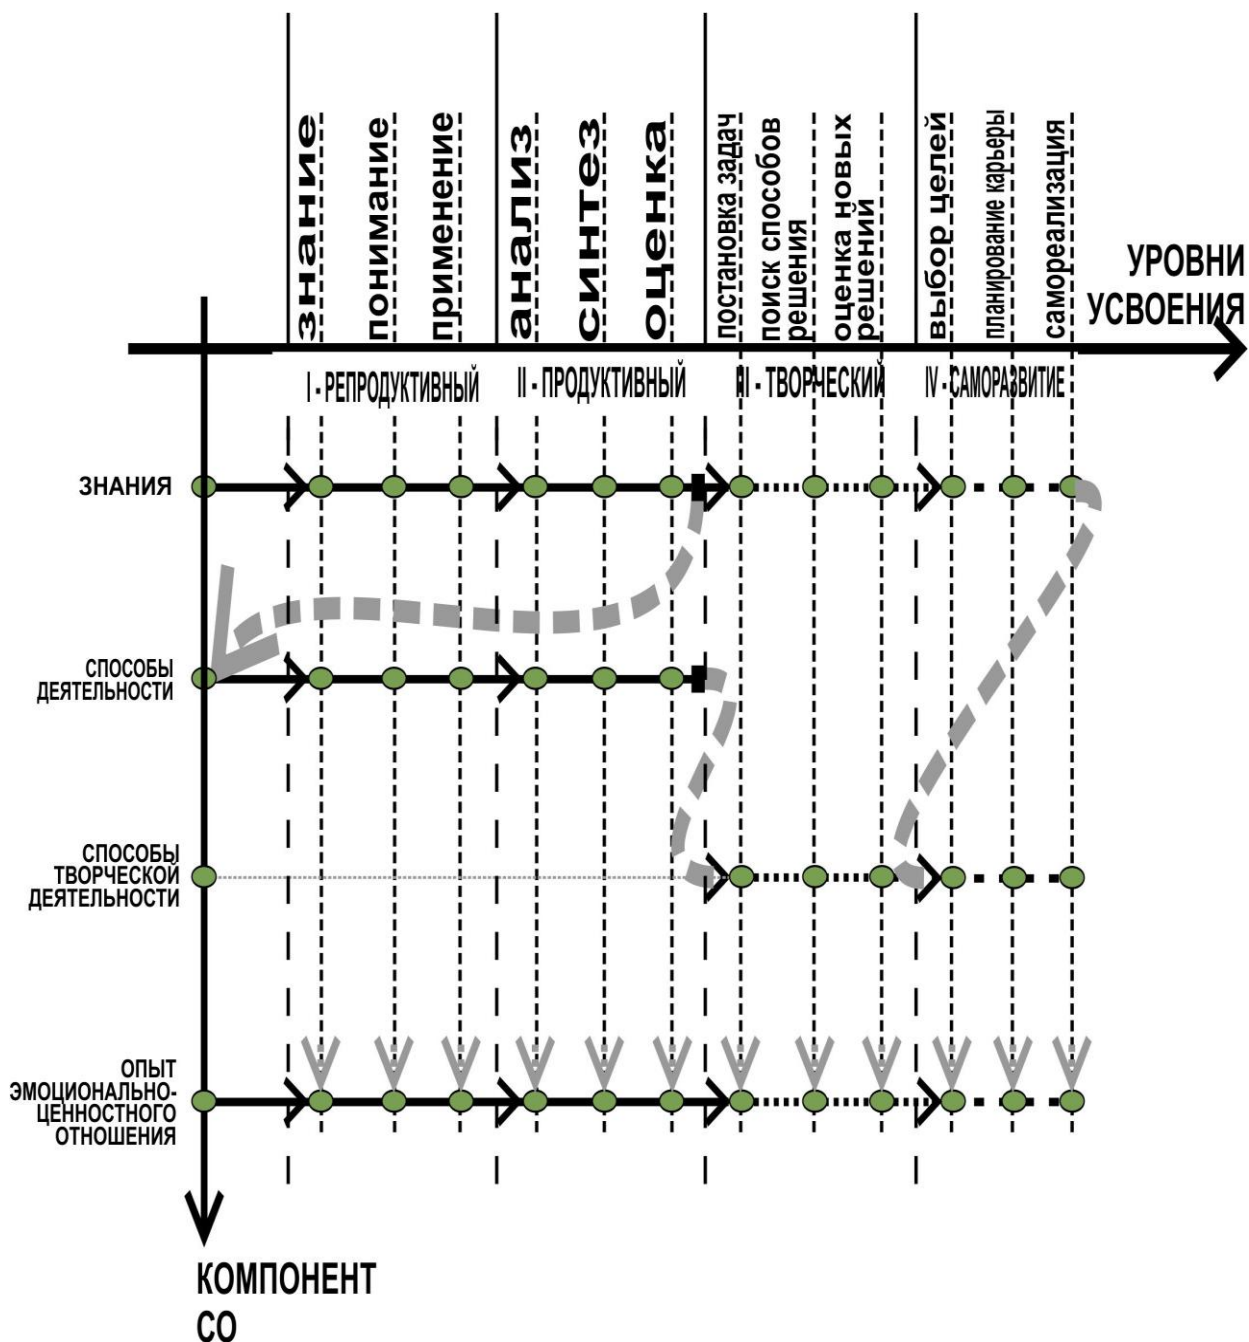 знание
понимание
применение
анализ
синтез
оценка
постановка задач
поиск способов
решения
оценка новых
решений
выбор целей
планирование карьеры
самореализация
УРОВНИ
УСВОЕНИЯ
I - РЕПРОДУКТИВНЫЙ
II - ПРОДУКТИВНЫЙ
III - ТВОРЧЕСКИЙ
IV - САМОРАЗВИТИЕ
ЗНАНИЯ
СПОСОБЫ
ДЕЯТЕЛЬНОСТИ
СПОСОБЫ
ТВОРЧЕСКОЙ
ДЕЯТЕЛЬНОСТИ
ОПЫТ
ЭМОЦИОНАЛЬНО-
ЦЕННОСТНОГО
ОТНОШЕНИЯ
КОМПОНЕНТ
СО